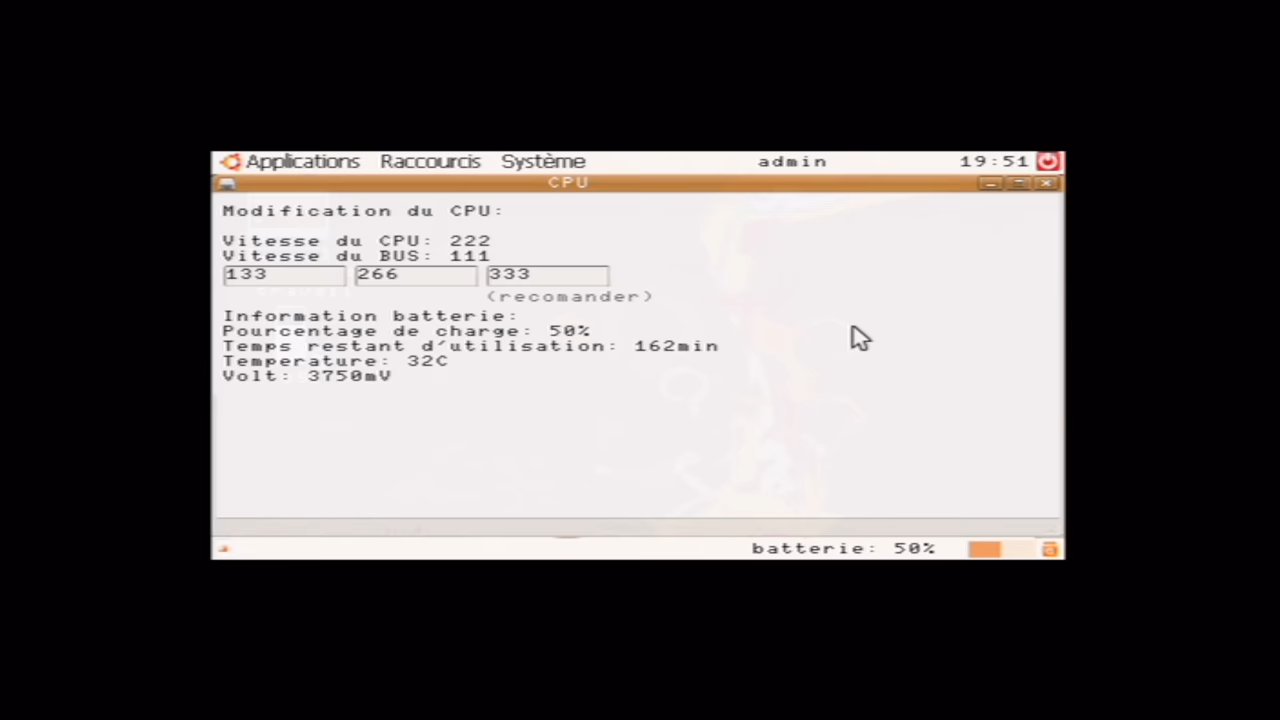 Applications Raccourcis Système admin 19:51
CPU
Modification du CPU:
Vitesse du CPU: 222
Vitesse du BUS: 111
133 266 333
(recomander)
Information batterie:
Pourcentage de charge: 50%
Temps restant d'utilisation: 162min
Temperature: 32C
Volt: 3750mV
batterie: 50%